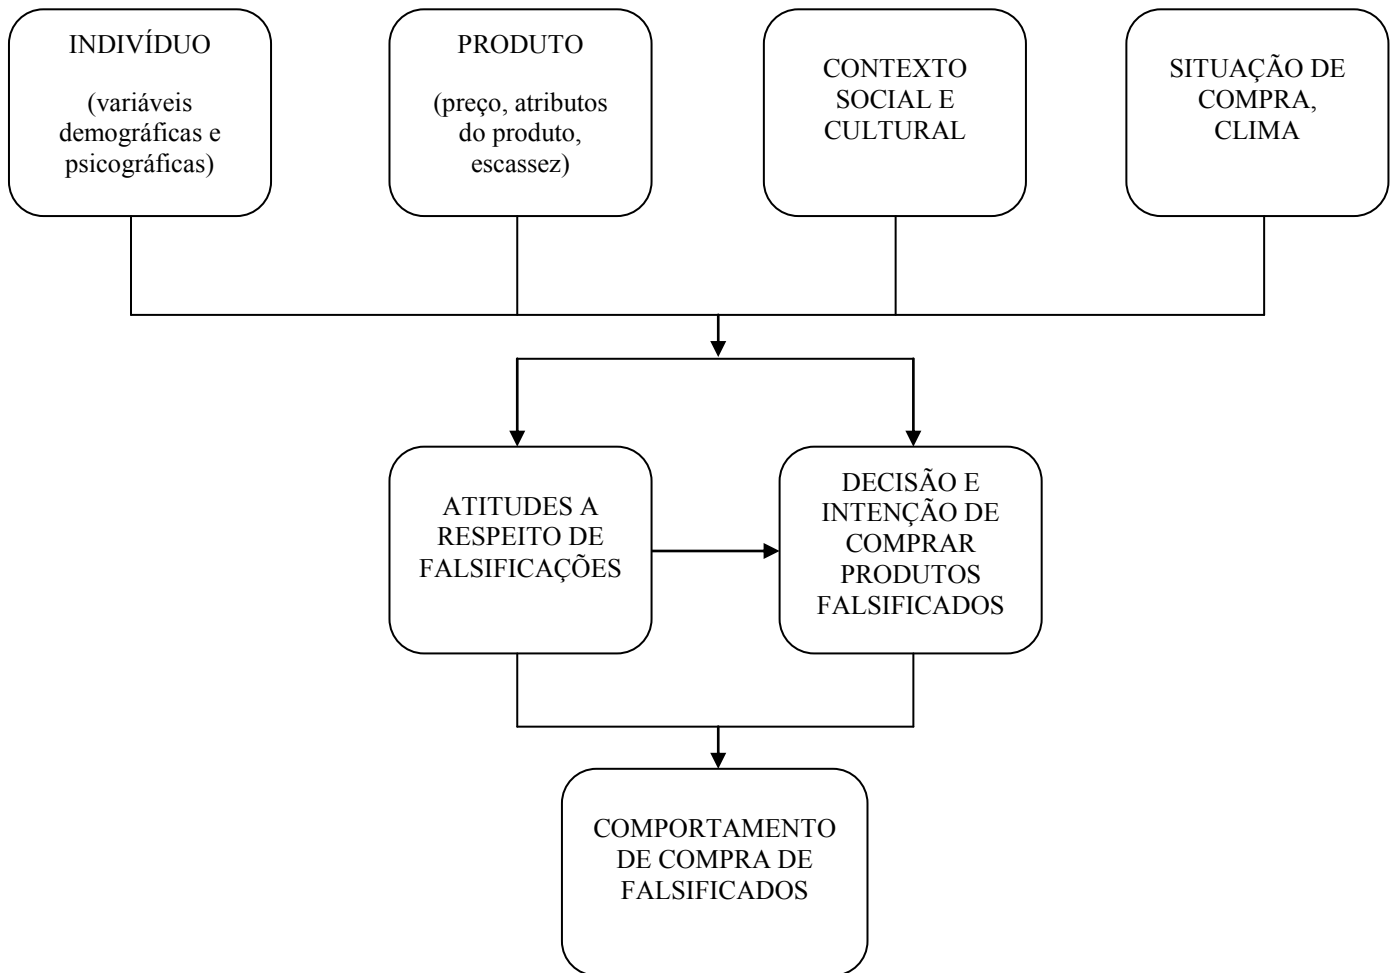 INDIVÍDUO
(variáveis
demográficas e
psicográficas)
PRODUTO
(preço, atributos
do produto,
escassez)
CONTEXTO
SOCIAL E
CULTURAL
SITUAÇÃO DE
COMPRA,
CLIMA
ATITUDES A
RESPEITO DE
FALSIFICAÇÕES
DECISÃO E
INTENÇÃO DE
COMPRAR
PRODUTOS
FALSIFICADOS
COMPORTAMENTO
DE COMPRA DE
FALSIFICADOS